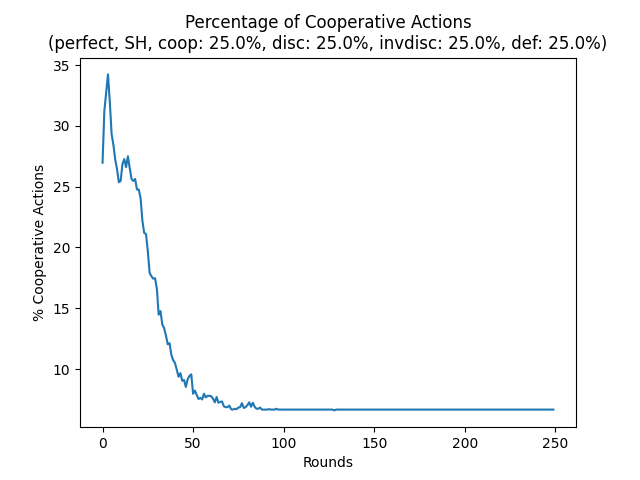 Percentage of Cooperative Actions
(perfect, SH, coop: 25.0%, disc: 25.0%, invdisc: 25.0%, def: 25.0%)
35
30
25
20
15
10
% Cooperative Actions
0 50 100 150 200 250
Rounds